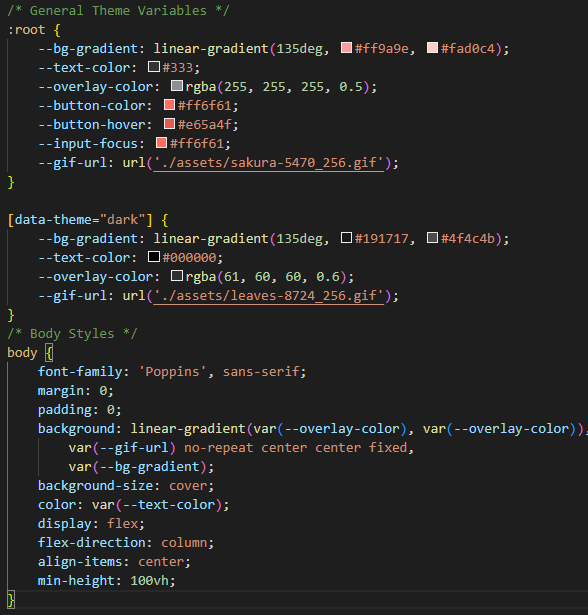 /* General Theme Variables */
:root {
    --bg-gradient: linear-gradient(135deg, #ff9a9e, #fad0c4);
    --text-color: #333;
    --overlay-color: rgba(255, 255, 255, 0.5);
    --button-color: #ff6f61;
    --button-hover: #e65a4f;
    --input-focus: #ff6f61;
    --gif-url: url('./assets/sakura-5470_256.gif');
}

[data-theme="dark"] {
    --bg-gradient: linear-gradient(135deg, #191717, #4f4c4b);
    --text-color: #000000;
    --overlay-color: rgba(61, 60, 60, 0.6);
    --gif-url: url('./assets/leaves-8724_256.gif');
}
/* Body Styles */
body {
    font-family: 'Poppins', sans-serif;
    margin: 0;
    padding: 0;
    background: linear-gradient(var(--overlay-color), var(--overlay-color)),
        var(--gif-url) no-repeat center center fixed,
        var(--bg-gradient);
    background-size: cover;
    color: var(--text-color);
    display: flex;
    flex-direction: column;
    align-items: center;
    min-height: 100vh;
}